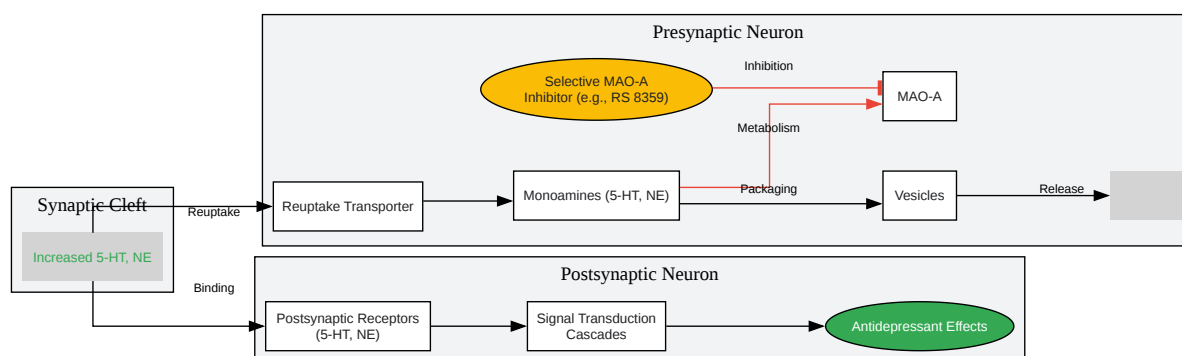 Presynaptic Neuron
Inhibition
Selective MAO-A
Inhibitor (e.g., RS 8359)
MAO-A
Metabolism
Monoamines (5-HT, NE)
Packaging
Vesicles
Release
Synaptic Cleft
Reuptake
Reuptake Transporter
Increased 5-HT, NE
Postsynaptic Neuron
Binding
Postsynaptic Receptors
(5-HT, NE)
Signal Transduction
Cascades
Antidepressant Effects